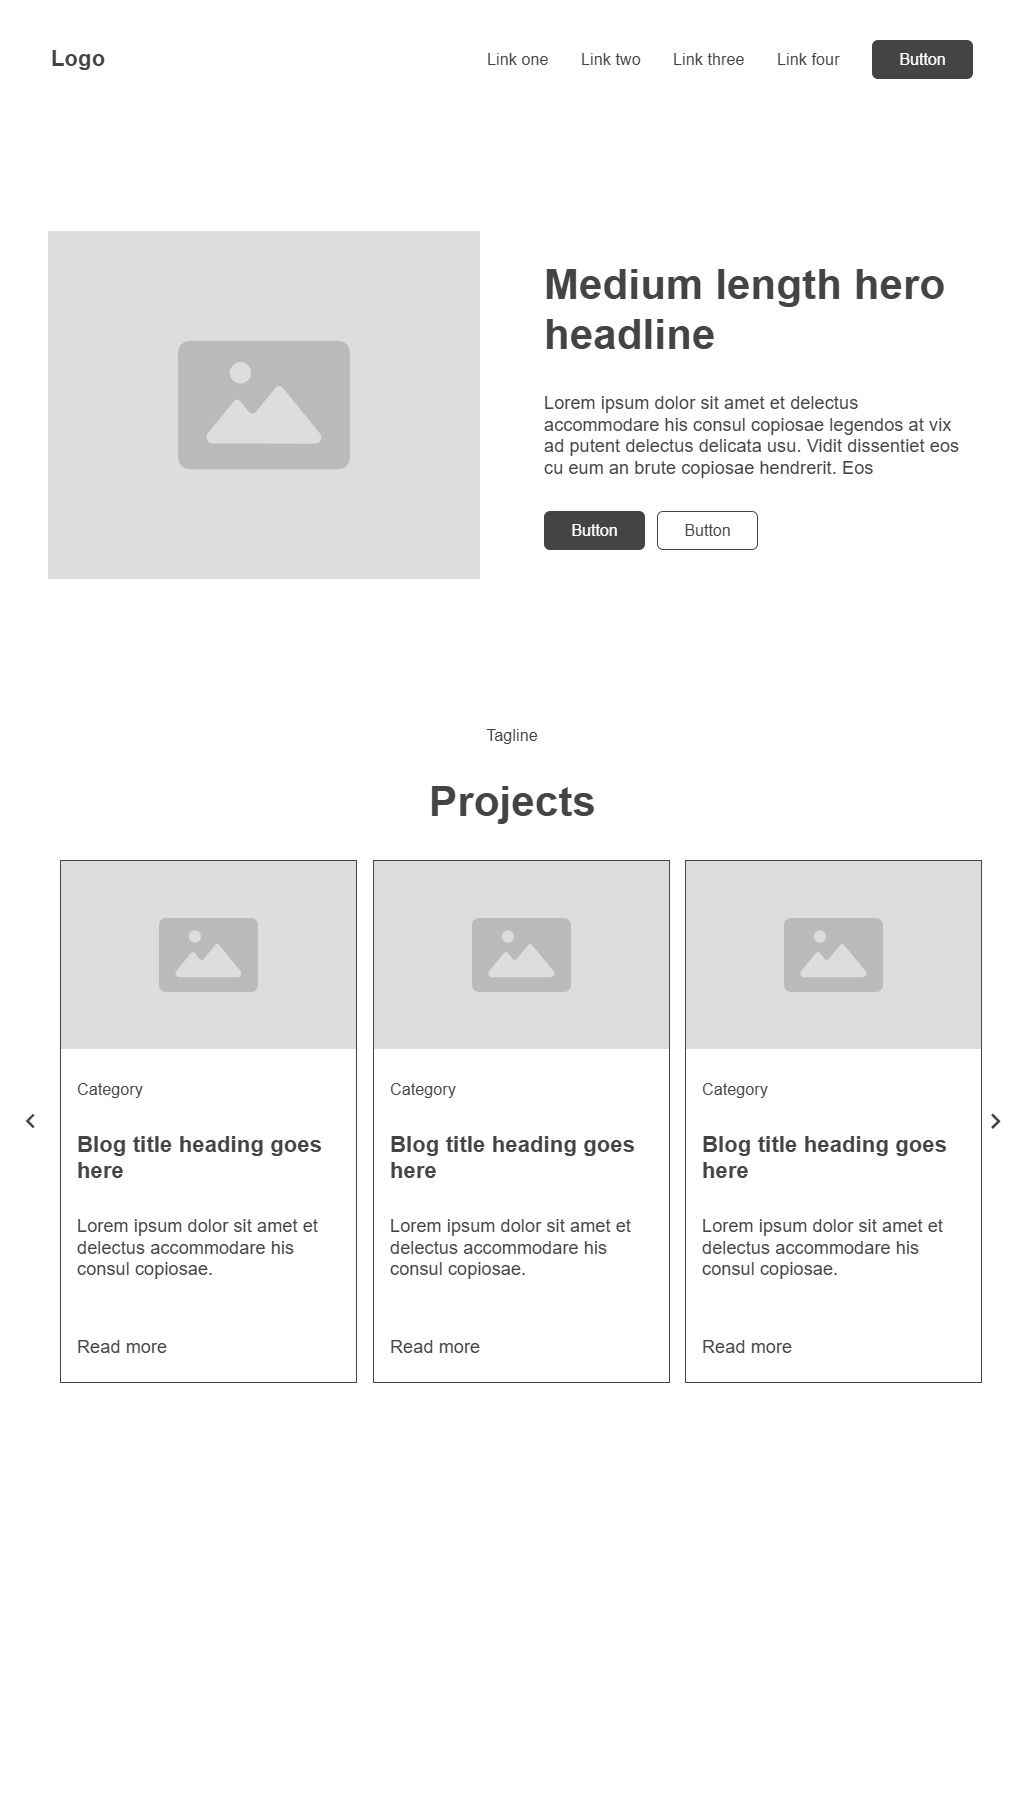 Logo
Link one Link two Link three Link four Button
Medium length hero
headline
Lorem ipsum dolor sit amet et delectus
accommodare his consul copiosae legendos at vix
ad putent delectus delicata usu. Vidit dissentiet eos
cu eum an brute copiosae hendrerit. Eos
Button Button
Tagline
Projects
Category
Blog title heading goes
here
Lorem ipsum dolor sit amet et
delectus accommodare his
consul copiosae.
Read more
Category
Blog title heading goes
here
Lorem ipsum dolor sit amet et
delectus accommodare his
consul copiosae.
Read more
Category
Blog title heading goes
here
Lorem ipsum dolor sit amet et
delectus accommodare his
consul copiosae.
Read more